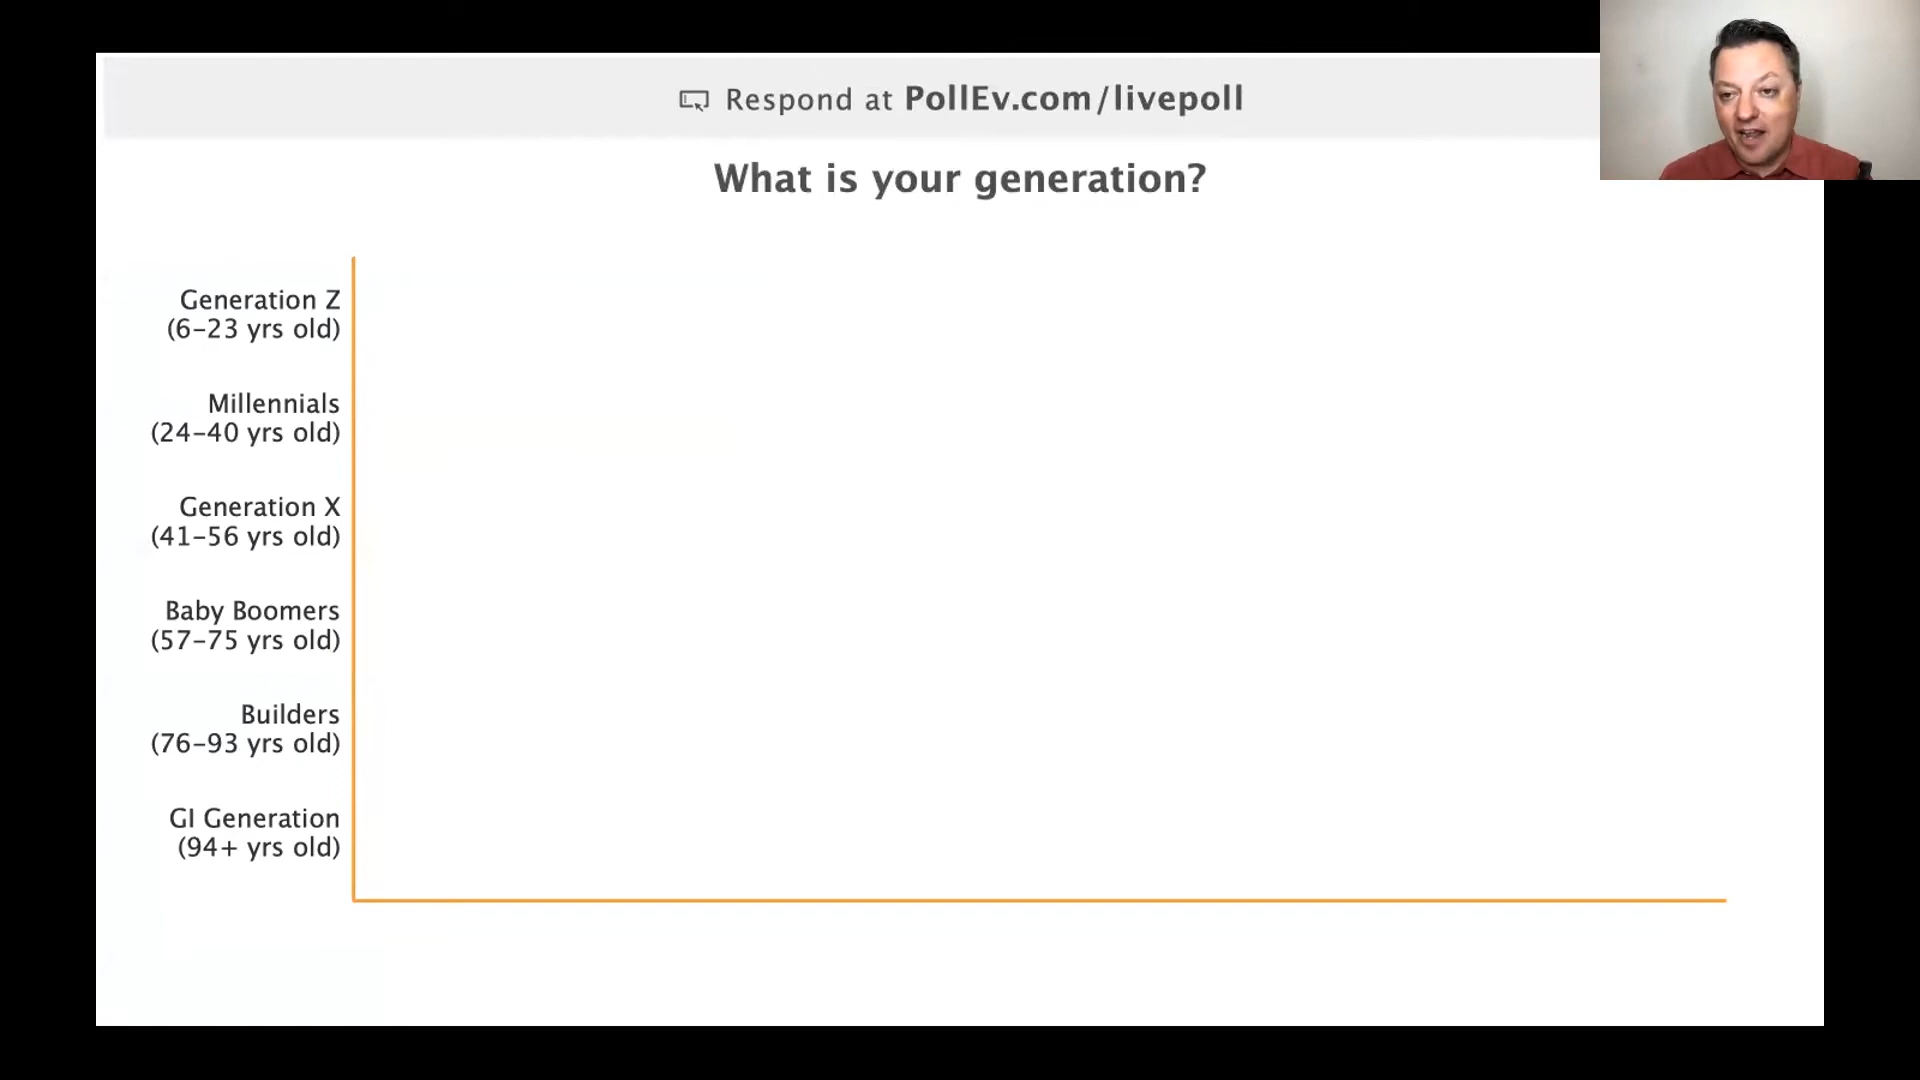 Respond at PollEv.com/livepoll
What is your generation?
Generation Z
(6–23 yrs old)
Millennials
(24–40 yrs old)
Generation X
(41–56 yrs old)
Baby Boomers
(57–75 yrs old)
Builders
(76–93 yrs old)
GI Generation
(94+ yrs old)